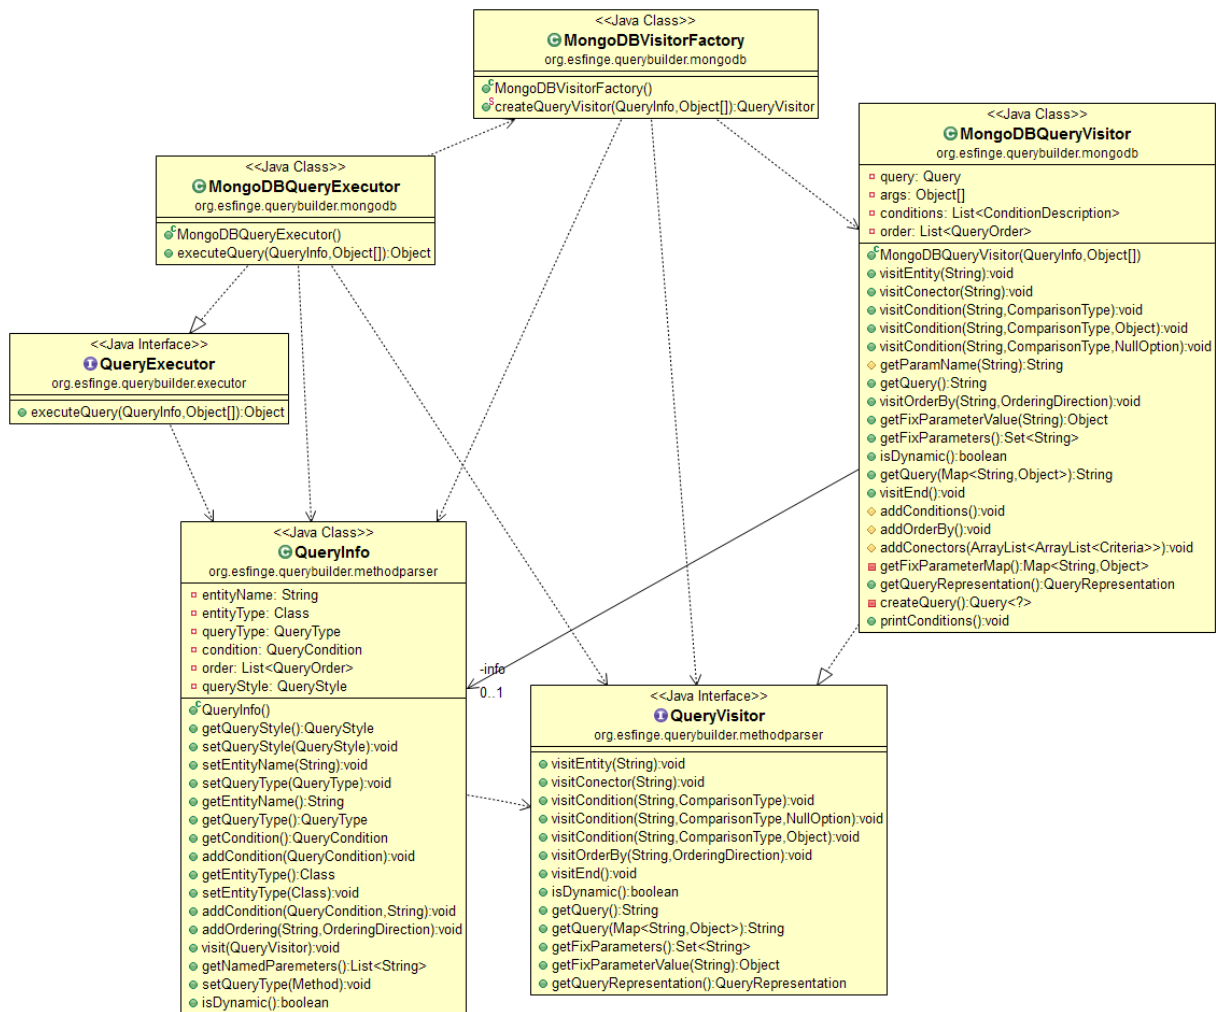 <<Java Class>>
MongoDBVisitorFactory
org.esfinge.querybuilder.mongodb
MongoDBVisitorFactory()
createQueryVisitor(QueryInfo,Object[]):QueryVisitor
<<Java Class>>
MongoDBQueryVisitor
org.esfinge.querybuilder.mongodb
query: Query
args: Object[]
conditions: List<ConditionDescription>
order: List<QueryOrder>
MongoDBQueryVisitor(QueryInfo,Object[])
visitEntity(String):void
visitConector(String):void
visitCondition(String,ComparisonType):void
visitCondition(String,ComparisonType,Object):void
visitCondition(String,ComparisonType,NullOption):void
getParamName(String):String
getQuery():String
visitOrderBy(String,OrderingDirection):void
getFixParameterValue(String):Object
getFixParameters():Set<String>
isDynamic():boolean
getQuery(Map<String,Object>):String
visitEnd():void
addConditions():void
addOrderBy():void
addConectors(ArrayList<ArrayList<Criteria>>):void
getFixParameterMap():Map<String,Object>
getQueryRepresentation():QueryRepresentation
createQuery():Query<?>
printConditions():void
<<Java Class>>
MongoDBQueryExecutor
org.esfinge.querybuilder.mongodb
MongoDBQueryExecutor()
executeQuery(QueryInfo,Object[]):Object
<<Java Interface>>
QueryExecutor
org.esfinge.querybuilder.executor
executeQuery(QueryInfo,Object[]):Object
<<Java Class>>
QueryInfo
org.esfinge.querybuilder.methodparser
entityName: String
entityType: Class
queryType: QueryType
condition: QueryCondition
order: List<QueryOrder>
queryStyle: QueryStyle
QueryInfo()
getQueryStyle():QueryStyle
setQueryStyle(QueryStyle):void
setEntityName(String):void
setQueryType(QueryType):void
getEntityName():String
getQueryType():QueryType
getCondition():QueryCondition
addCondition(QueryCondition):void
getEntityType():Class
setEntityType(Class):void
addCondition(QueryCondition,String):void
addOrdering(String,OrderingDirection):void
visit(QueryVisitor):void
getNamedParemeters():List<String>
setQueryType(Method):void
isDynamic():boolean
-info
0..1
<<Java Interface>>
QueryVisitor
org.esfinge.querybuilder.methodparser
visitEntity(String):void
visitConector(String):void
visitCondition(String,ComparisonType):void
visitCondition(String,ComparisonType,NullOption):void
visitCondition(String,ComparisonType,Object):void
visitOrderBy(String,OrderingDirection):void
visitEnd():void
isDynamic():boolean
getQuery():String
getQuery(Map<String,Object>):String
getFixParameters():Set<String>
getFixParameterValue(String):Object
getQueryRepresentation():QueryRepresentation